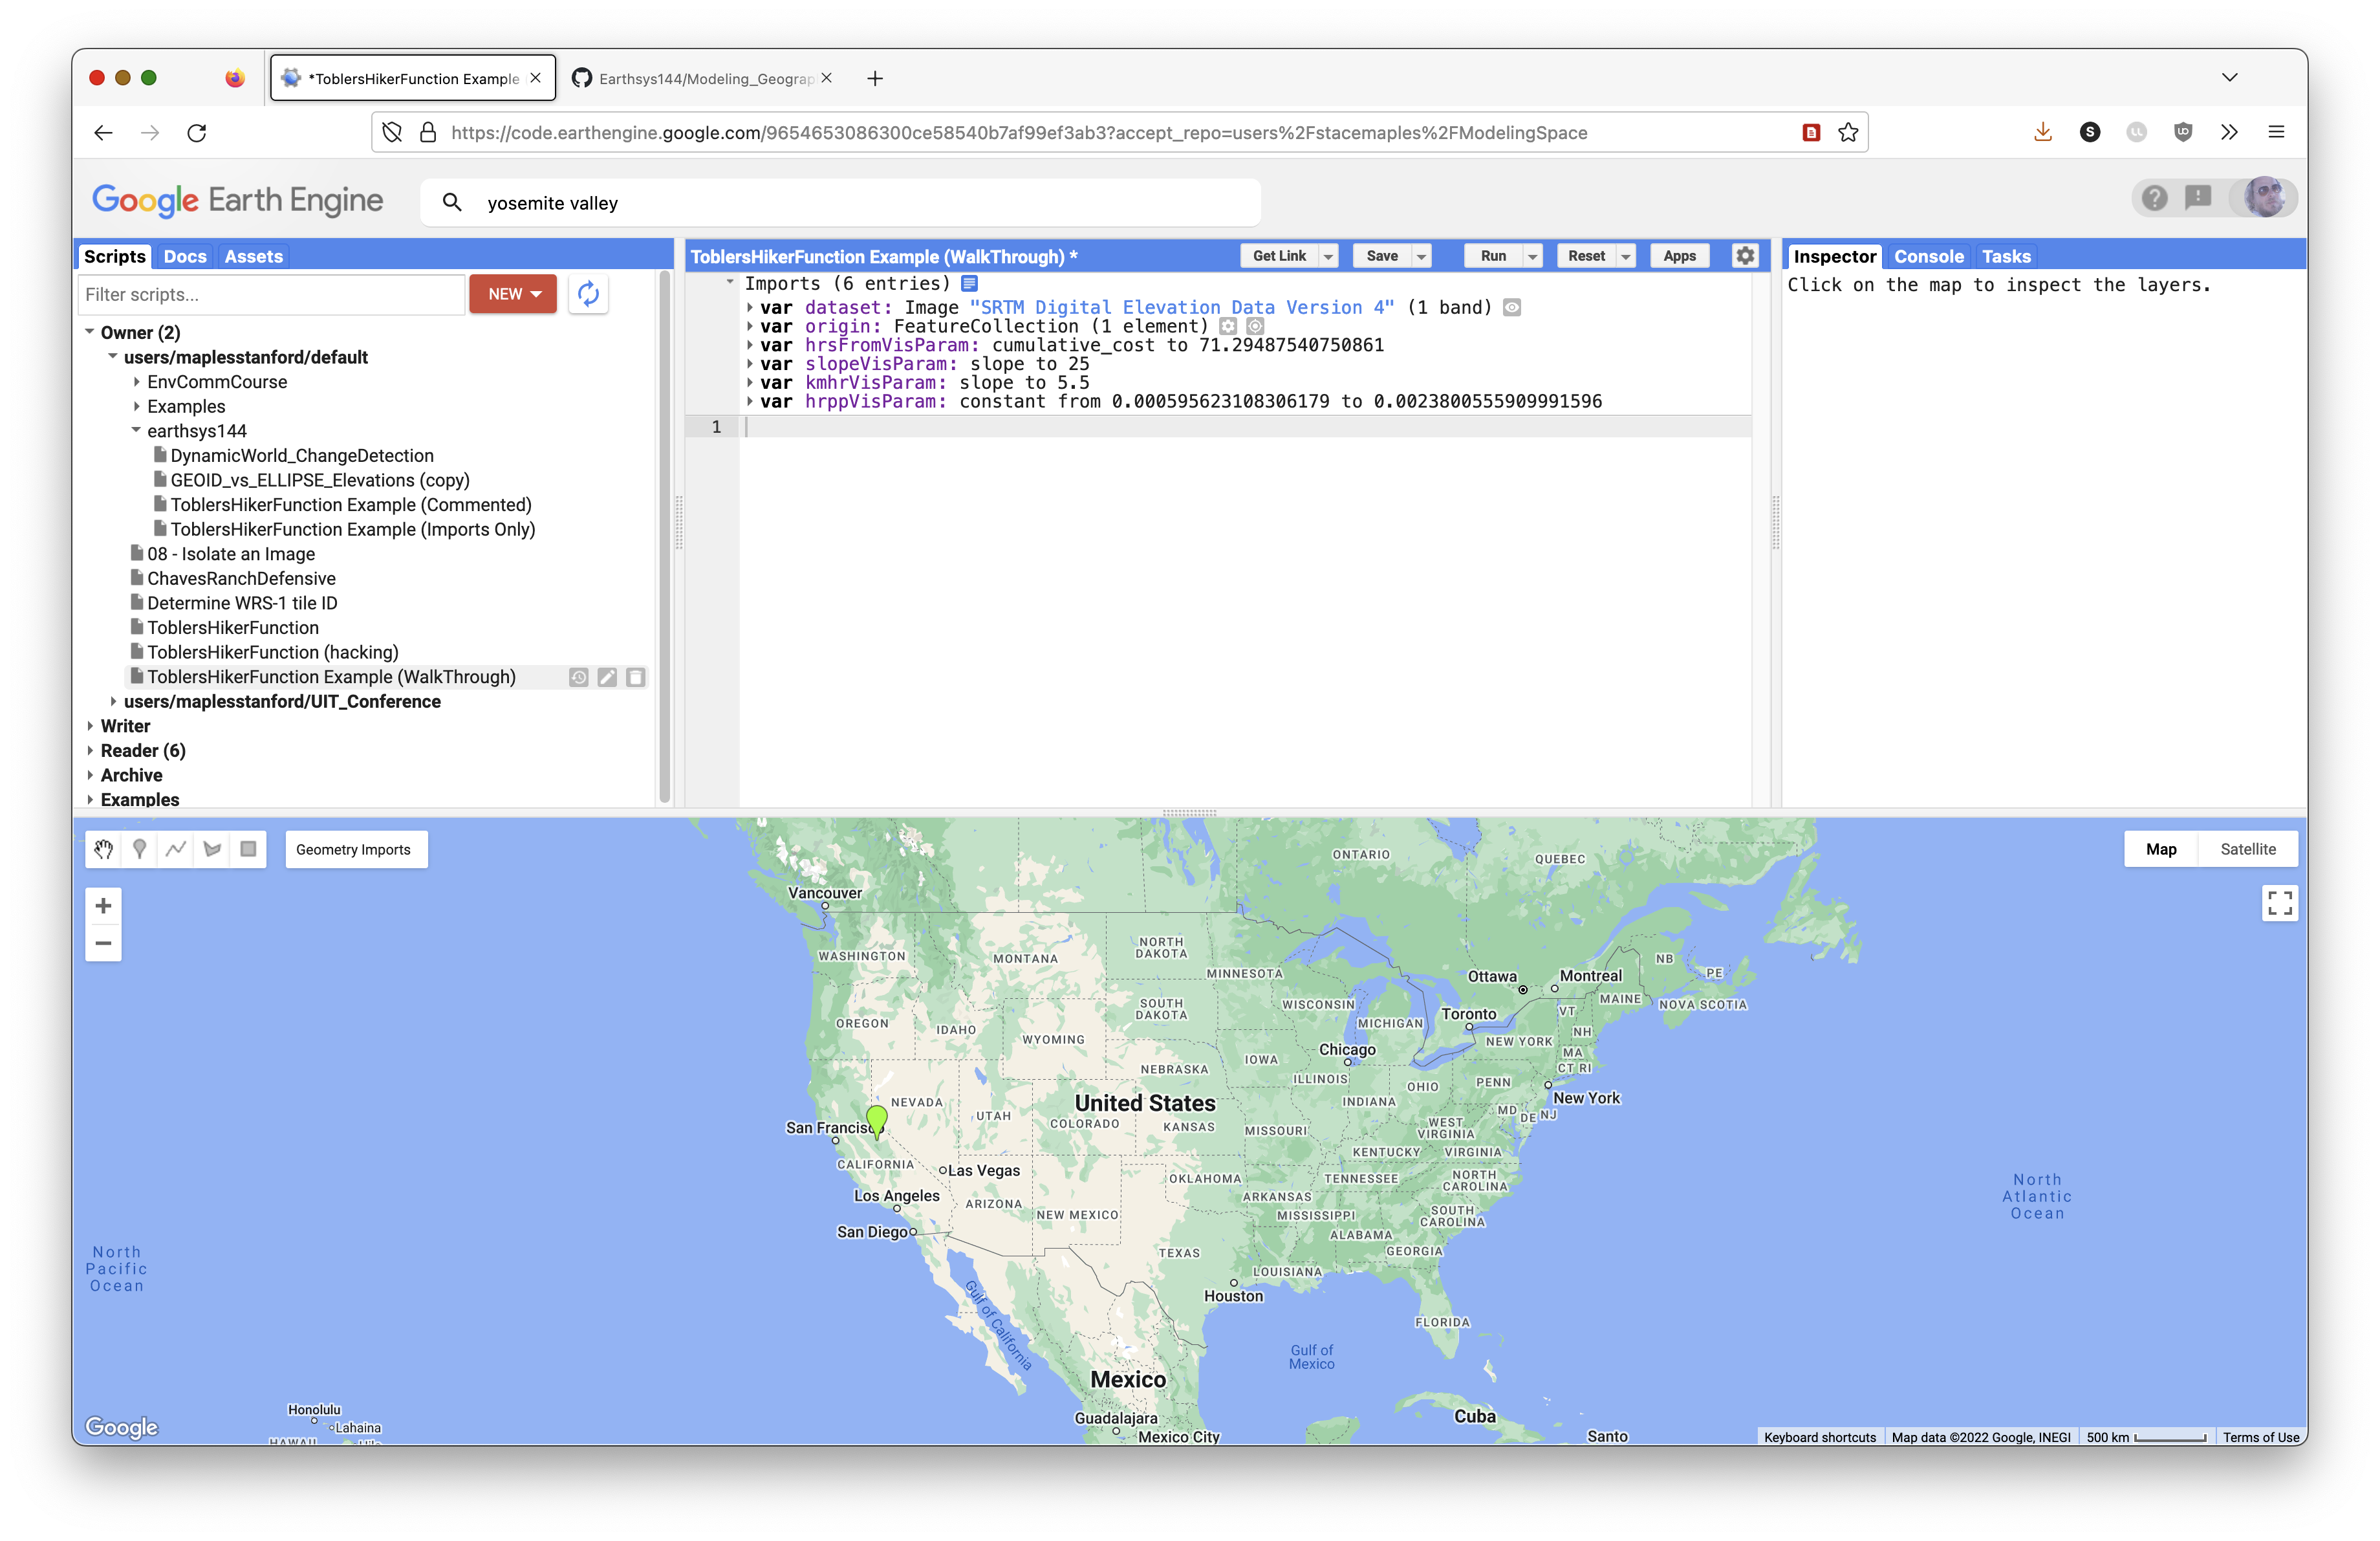 *ToblersHikerFunction Example
Earthsys144/Modeling_Geograp
https://code.earthengine.google.com/9654653086300ce58540b7af99ef3ab3?accept_repo=users%2Fstacemaples%2FModelingSpace
Google Earth Engine
yosemite valley
Scripts Docs Assets
Filter scripts...
NEW
Owner (2)
users/maplesstanford/default
EnvCommCourse
Examples
earthsys144
DynamicWorld_ChangeDetection
GEOID_vs_ELLIPSE_Elevations (copy)
ToblersHikerFunction Example (Commented)
ToblersHikerFunction Example (Imports Only)
08 - Isolate an Image
ChavesRanchDefensive
Determine WRS-1 tile ID
ToblersHikerFunction
ToblersHikerFunction (hacking)
ToblersHikerFunction Example (WalkThrough)
users/maplesstanford/UIT_Conference
Writer
Reader (6)
Archive
Examples
ToblersHikerFunction Example (WalkThrough) *
Get Link Save Run Reset Apps
Imports (6 entries)
var dataset: Image "SRTM Digital Elevation Data Version 4" (1 band)
var origin: FeatureCollection (1 element)
var hrsFromVisParam: cumulative_cost to 71.29487540750861
var slopeVisParam: slope to 25
var kmhrVisParam: slope to 5.5
var hrppVisParam: constant from 0.000595623108306179 to 0.0023800555909991596
1
Inspector Console Tasks
Click on the map to inspect the layers.
Geometry Imports
Map Satellite
ONTARIO
QUEBEC
Vancouver
WASHINGTON
MONTANA
NORTH
DAKOTA
MINNESOTA
Ottawa
Montreal
NB
PE
MAINE
NOVA SCOTIA
OREGON
IDAHO
SOUTH
DAKOTA
WISCONSIN
MICHIGAN
Toronto
VT
NH
WYOMING
Chicago
NEW YORK
MA
CT RI
IOWA
NEBRASKA
ILLINOIS
OHIO
PENN
New York
NEVADA
UTAH
United States
COLORADO
KANSAS
MISSOURI
INDIANA
WEST
VIRGINIA
MD
DE
NJ
San Francisco
CALIFORNIA
Las Vegas
KENTUCKY
VIRGINIA
Los Angeles
ARIZONA
NEW MEXICO
OKLAHOMA
ARKANSAS
TENNESSEE
NORTH
CAROLINA
San Diego
MISSISSIPPI
SOUTH
CAROLINA
ALABAMA
GEORGIA
TEXAS
LOUISIANA
Houston
FLORIDA
North
Pacific
Ocean
North
Atlantic
Ocean
Gulf of California
Gulf of
Mexico
Mexico
Guadalajara
Mexico City
Cuba
Santo
Honolulu
Lahaina
HAWAII
Google
Keyboard shortcuts Map data ©2022 Google, INEGI 500 km Terms of Use